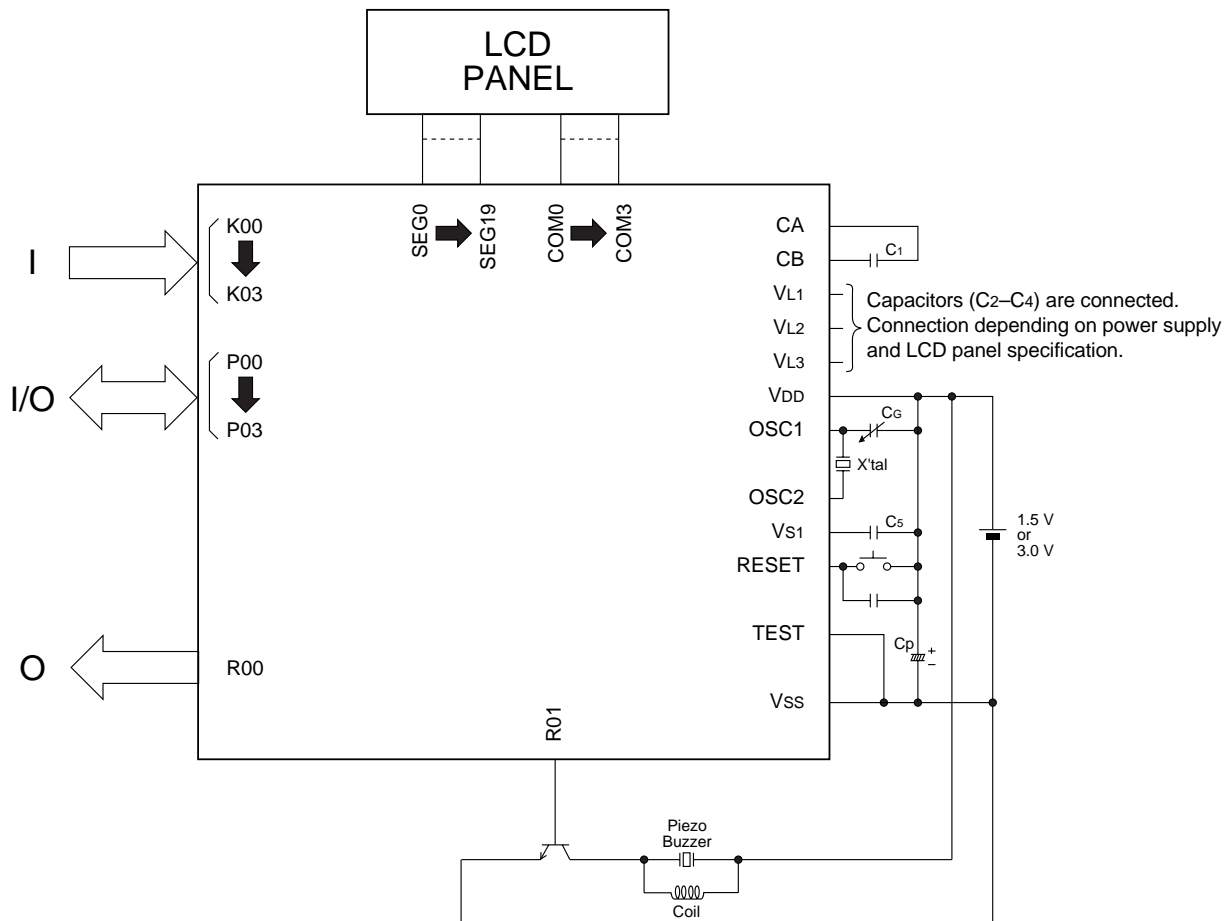 LCD
PANEL
SEG0
SEG19
COM0
COM3
I
K00
K03
I/O
P00
P03
O
R00
R01
CA
CB
C1
VL1
VL2
VL3
Capacitors (C2–C4) are connected.
Connection depending on power supply
and LCD panel specification.
VDD
OSC1
CG
X'tal
OSC2
VS1
C5
RESET
TEST
Cp
+
–
VSS
1.5 V
or
3.0 V
Piezo
Buzzer
Coil